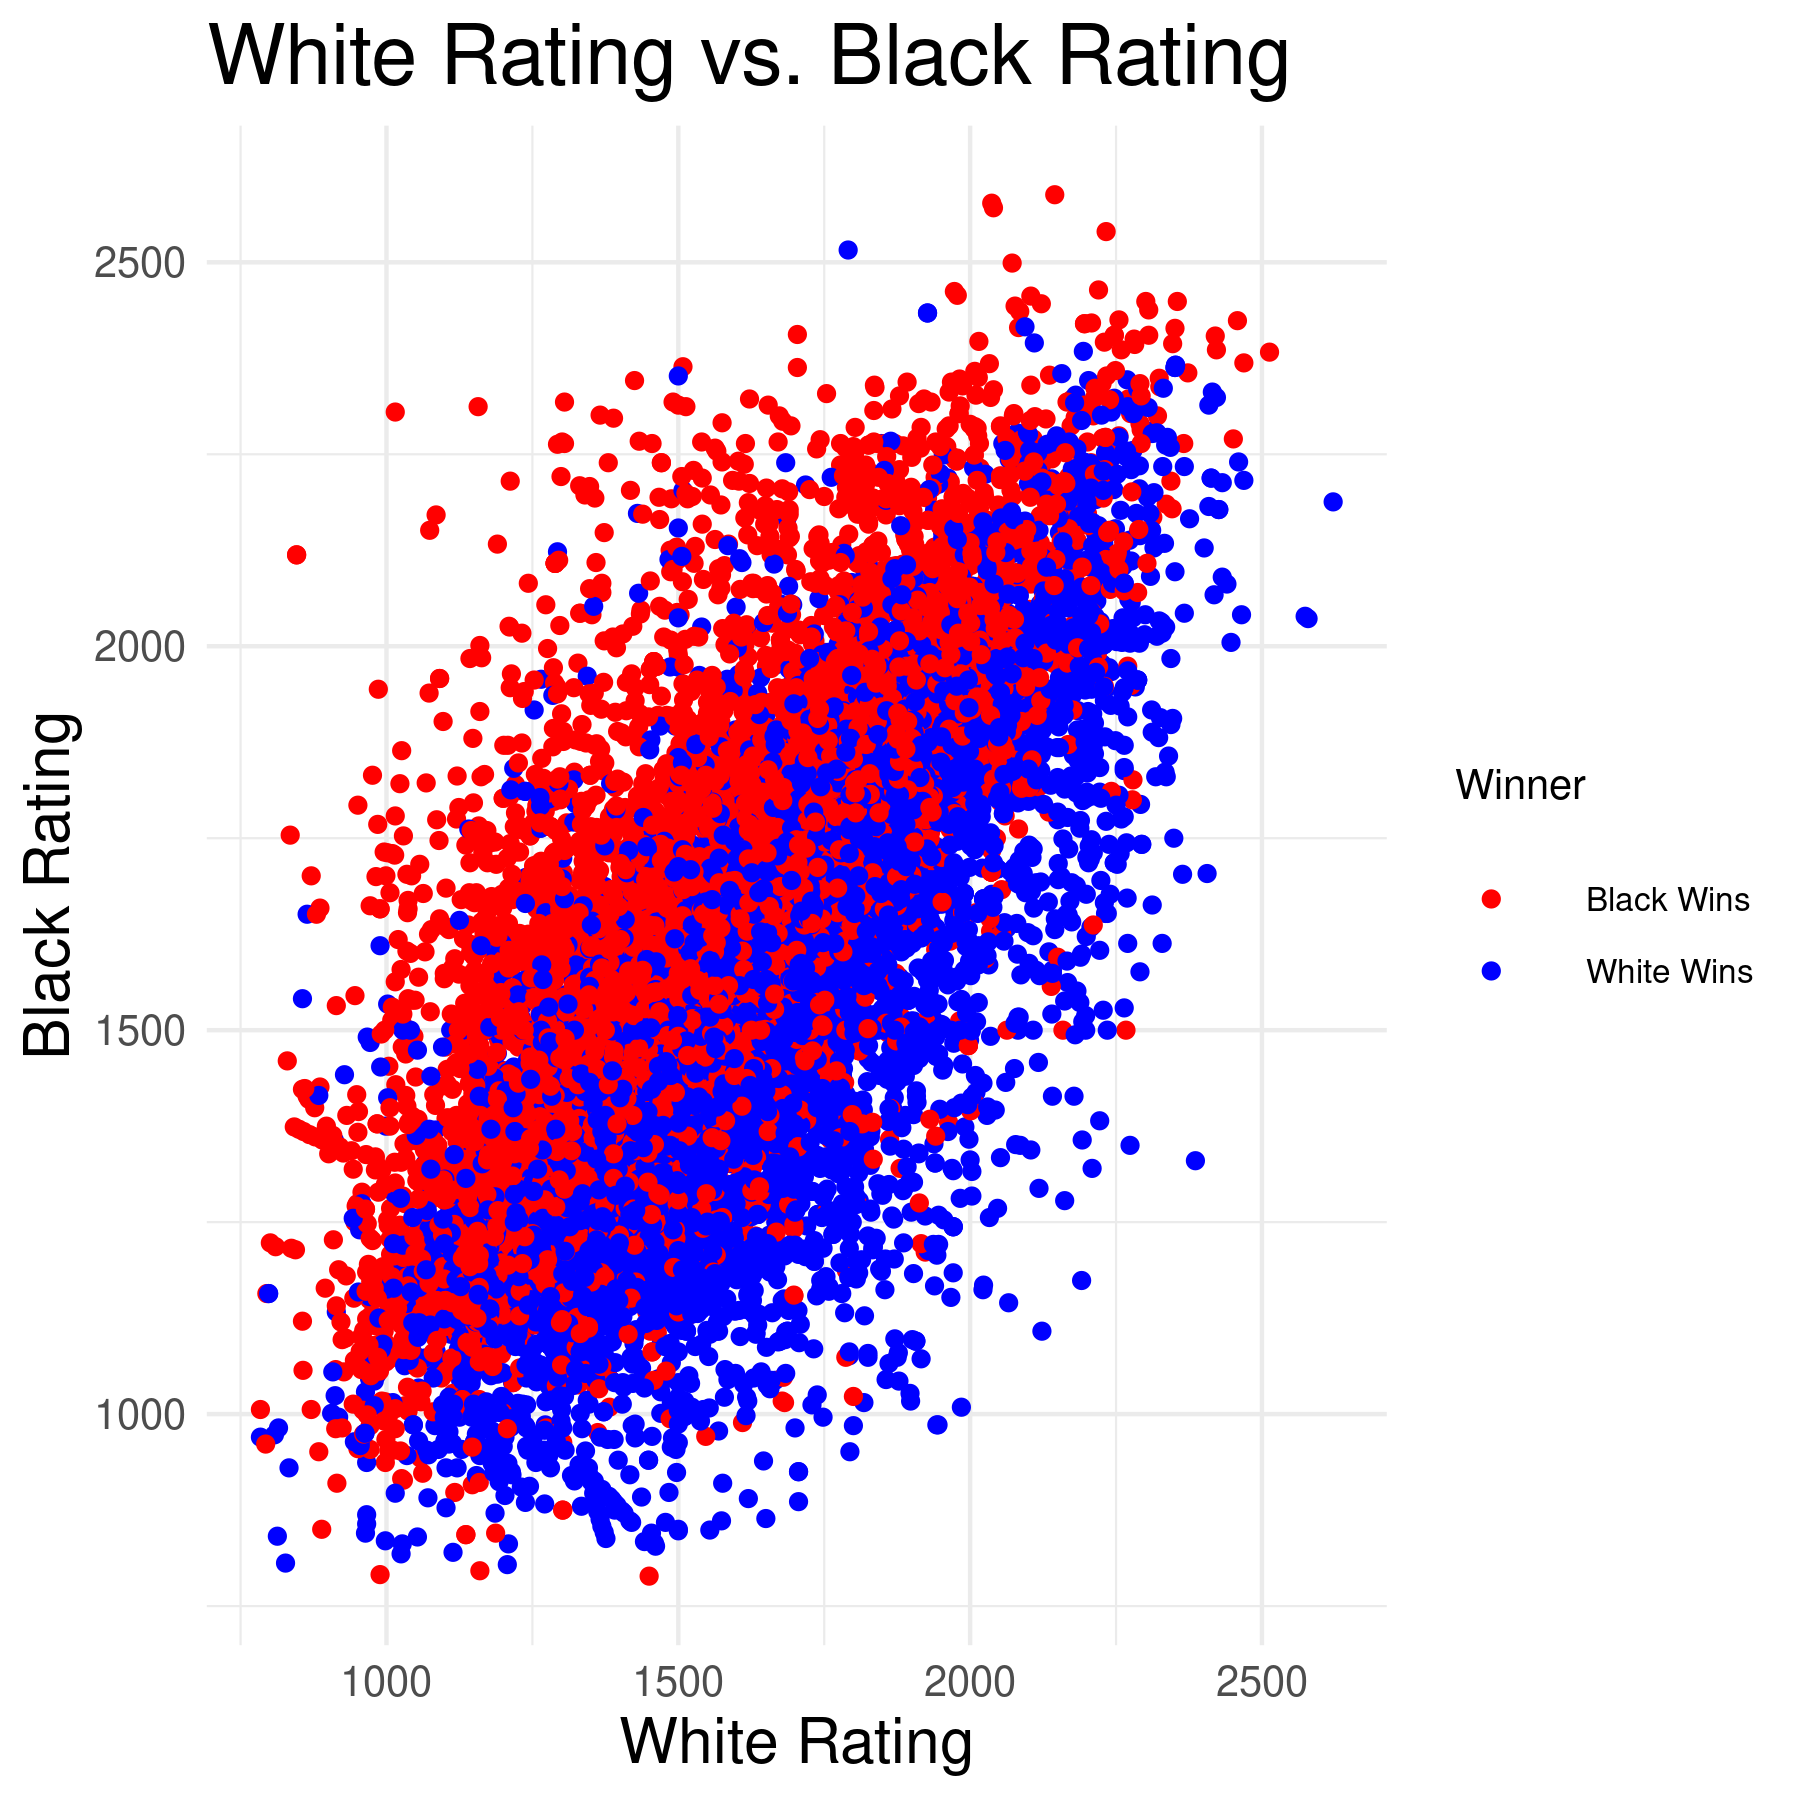 White Rating vs. Black Rating
Black Rating
2500
2000
1500
1000
1000 1500 2000 2500
White Rating
Winner
Black Wins
White Wins